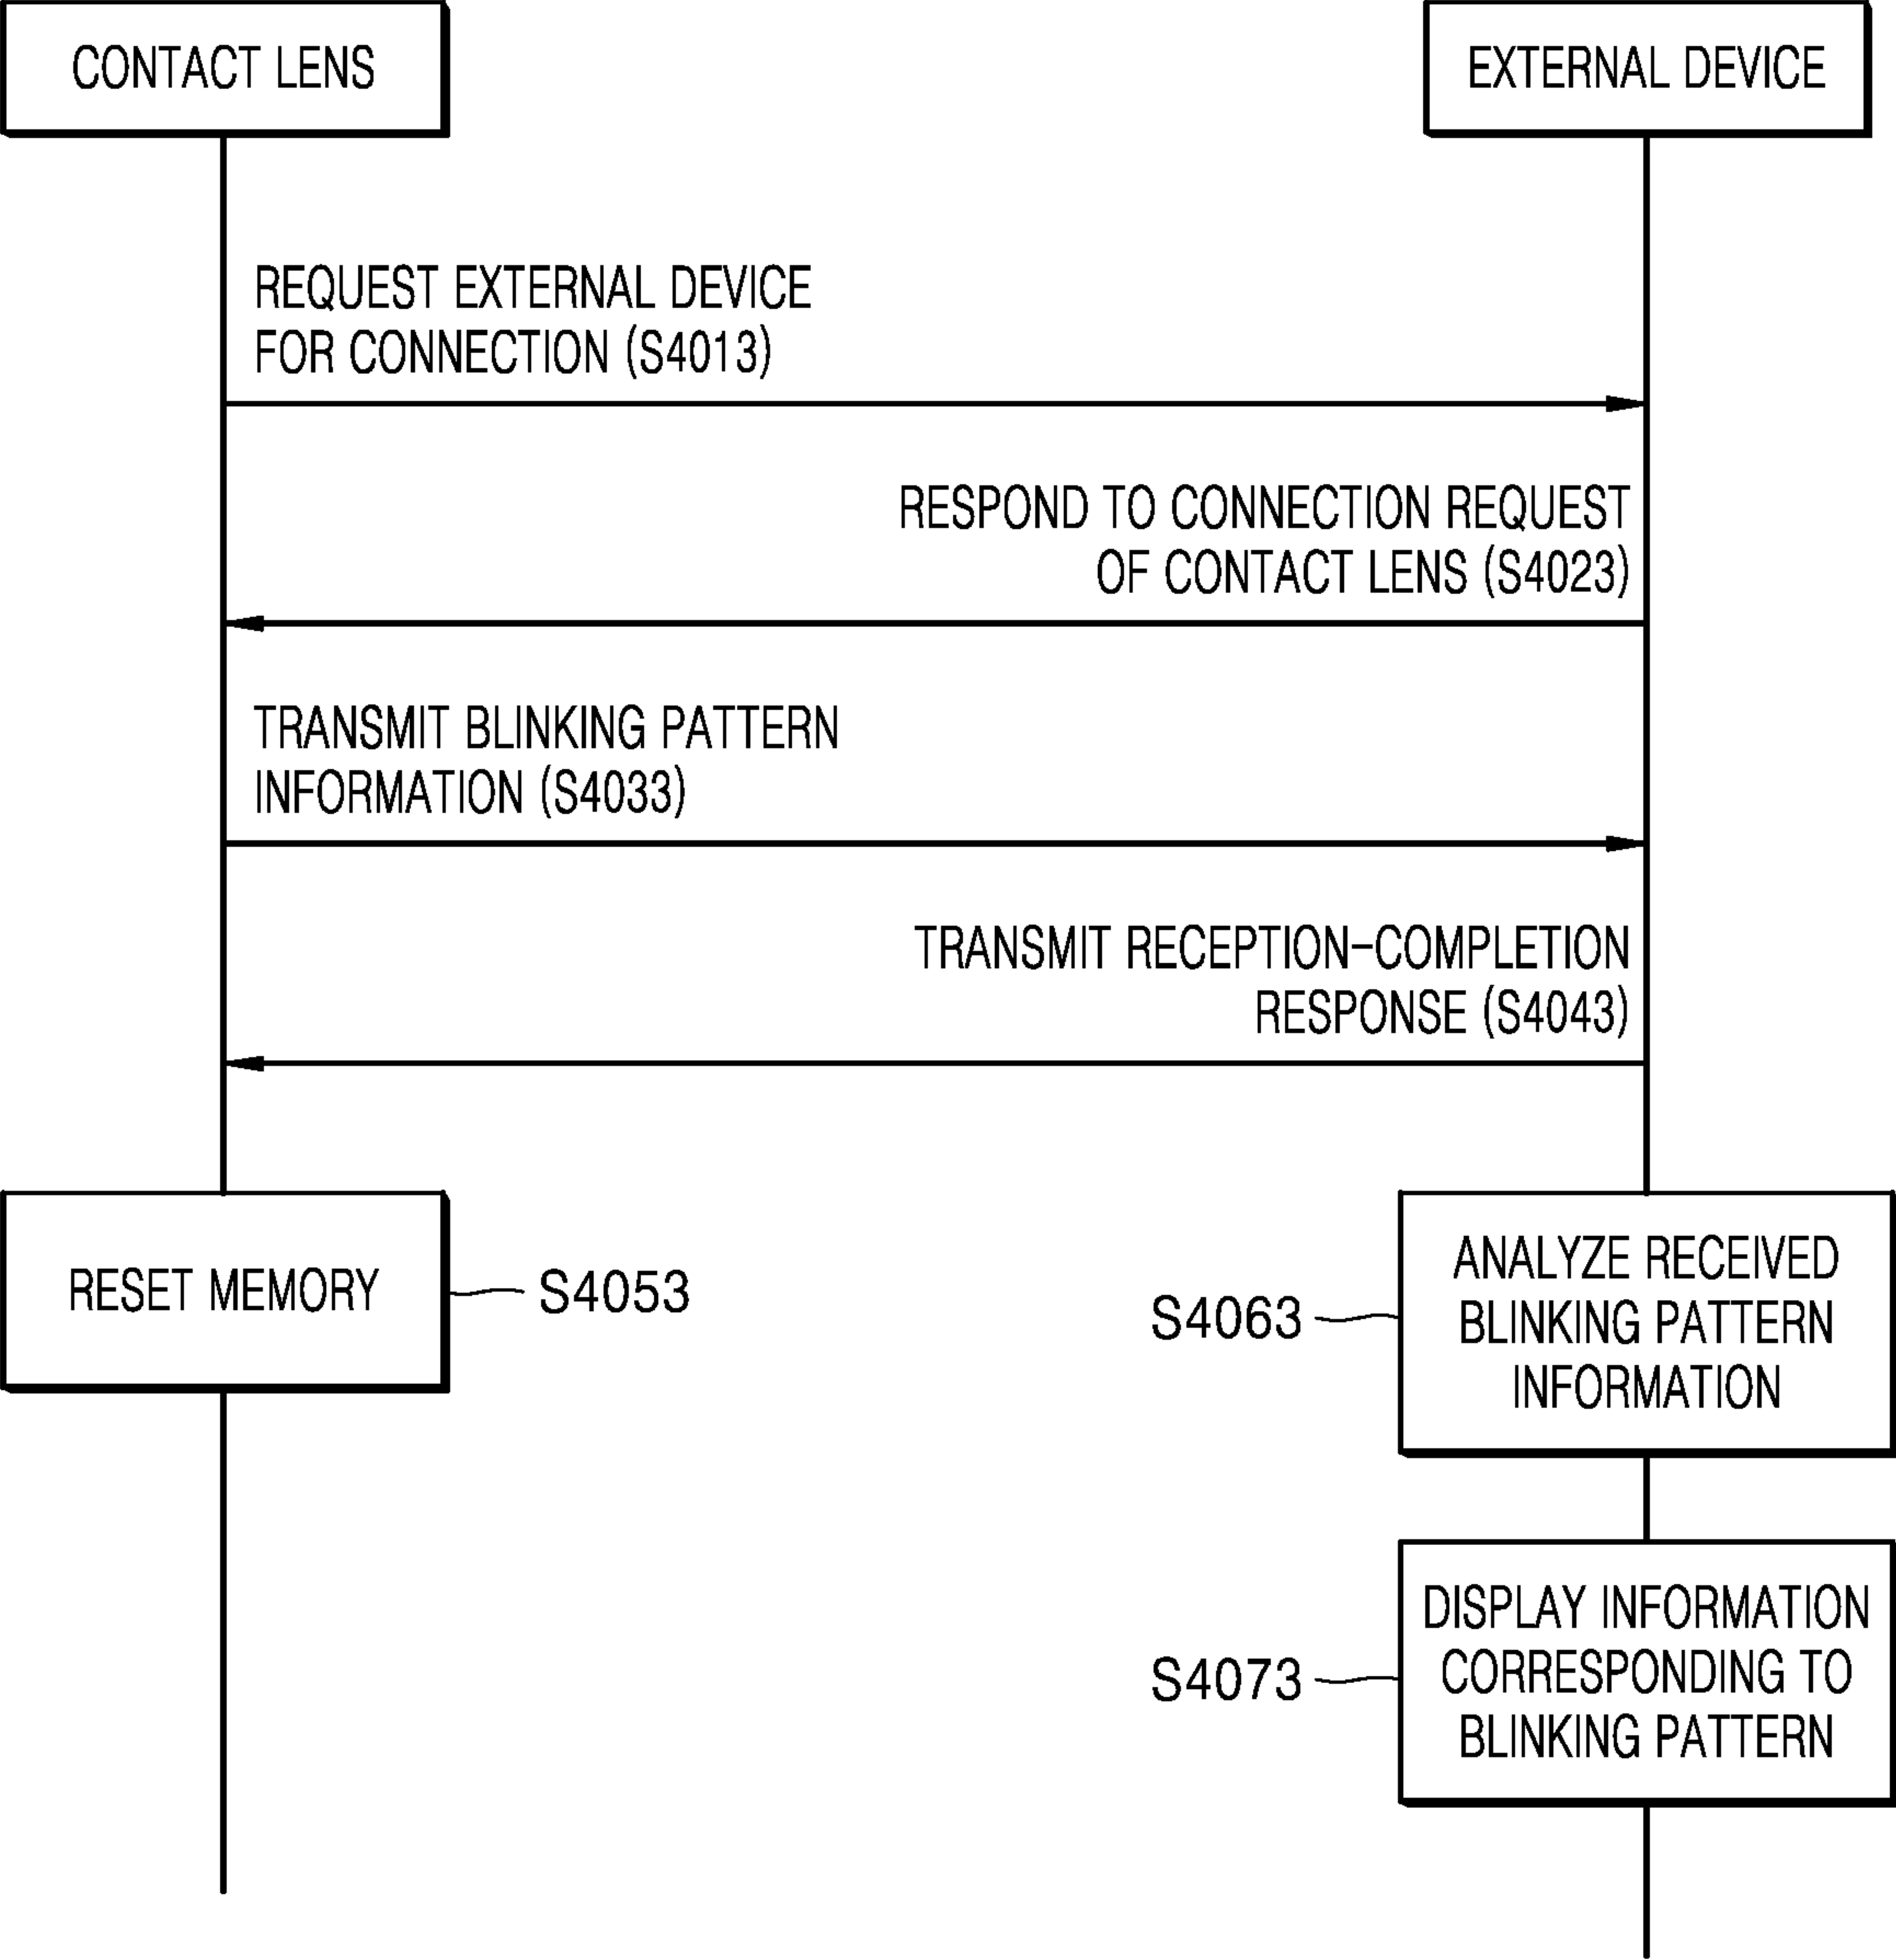 CONTACT LENS
EXTERNAL DEVICE
REQUEST EXTERNAL DEVICE
FOR CONNECTION (S4013)
RESPOND TO CONNECTION REQUEST
OF CONTACT LENS (S4023)
TRANSMIT BLINKING PATTERN
INFORMATION (S4033)
TRANSMIT RECEPTION-COMPLETION
RESPONSE (S4043)
RESET MEMORY
S4053
S4063
ANALYZE RECEIVED
BLINKING PATTERN
INFORMATION
S4073
DISPLAY INFORMATION
CORRESPONDING TO
BLINKING PATTERN